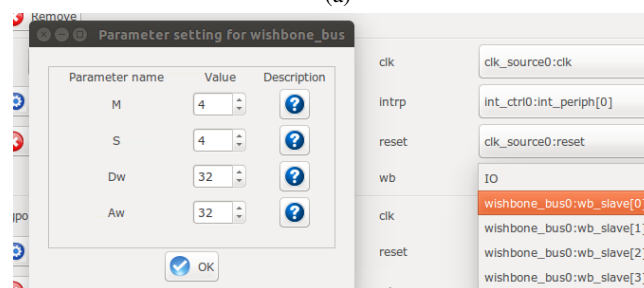 (a)
Remove
Parameter setting for wishbone_bus
Parameter name Value Description
M 4
S 4
Dw 32
Aw 32
OK
clk clk_source0:clk
intrp int_ctrl0:int_periph[0]
reset clk_source0:reset
wb IO
wishbone_bus0:wb_slave[0]
clk wishbone_bus0:wb_slave[1]
wishbone_bus0:wb_slave[2]
reset wishbone_bus0:wb_slave[3]
gpo